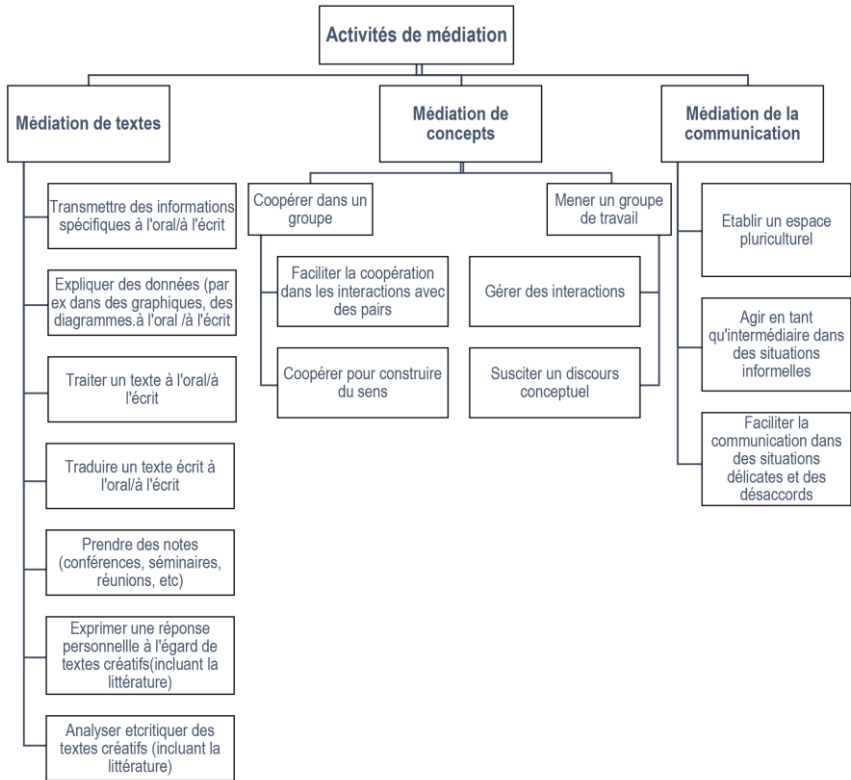 Activités de médiation
Médiation de textes
Transmettre des informations
spécifiques à l'oral/à l'écrit
Expliquer des données (par
ex dans des graphiques, des
diagrammes.à l'oral /à l'écrit
Traiter un texte à l'oral/à
l'écrit
Traduire un texte écrit à
l'oral/à l'écrit
Prendre des notes
(conférences, séminaires,
réunions, etc)
Exprimer une réponse
personnellle à l'égard de
textes créatifs(incluant la
littérature)
Analyser etcritiquer des
textes créatifs (incluant la
littérature)
Médiation de
concepts
Coopérer dans un
groupe
Faciliter la coopération
dans les interactions avec
des pairs
Coopérer pour construire
du sens
Mener un groupe
de travail
Gérer des interactions
Susciter un discours
conceptuel
Médiation de la
communication
Etablir un espace
pluriculturel
Agir en tant
qu'intermédiaire dans
des situations
informelles
Faciliter la
communication dans
des situations
délicates et des
désaccords